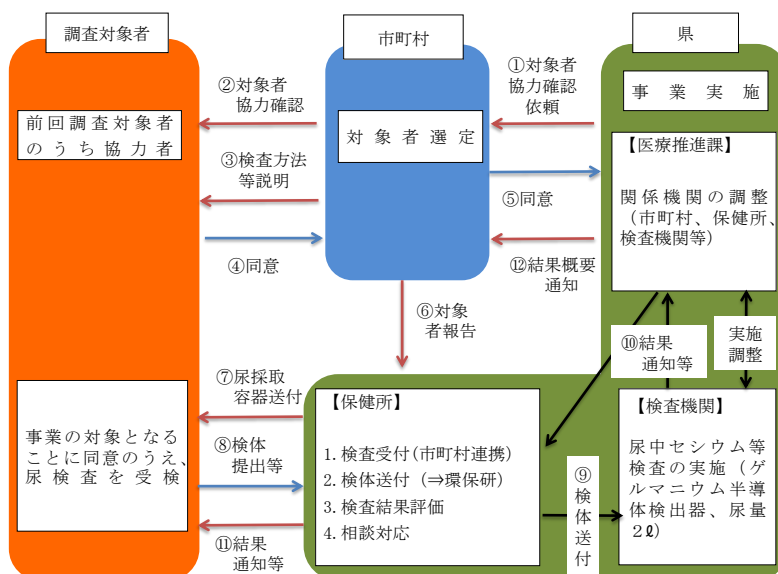 調査対象者
市町村
県
①対象者
協力確認
依頼
②対象者
協力確認
事業実施
前回調査対象者
のうち協力者
対象者選定
【医療推進課】
関係機関の調整
（市町村、保健所、
検査機関等）
③検査方法
等説明
⑤同意
④同意
⑫結果概要
通知
⑥対象
者報告
⑩結果
通知等
実施
調整
⑦尿採取
容器送付
事業の対象となる
ことに同意のうえ、
尿検査を受検
⑧検体
提出等
⑪結果
通知等
【保健所】
1.検査受付(市町村連携)
2.検体送付（⇒環保研）
3.検査結果評価
4.相談対応
⑨検体送付
【検査機関】
尿中セシウム等
検査の実施（ゲ
ルマニウム半導
体検出器、尿量
2ℓ）